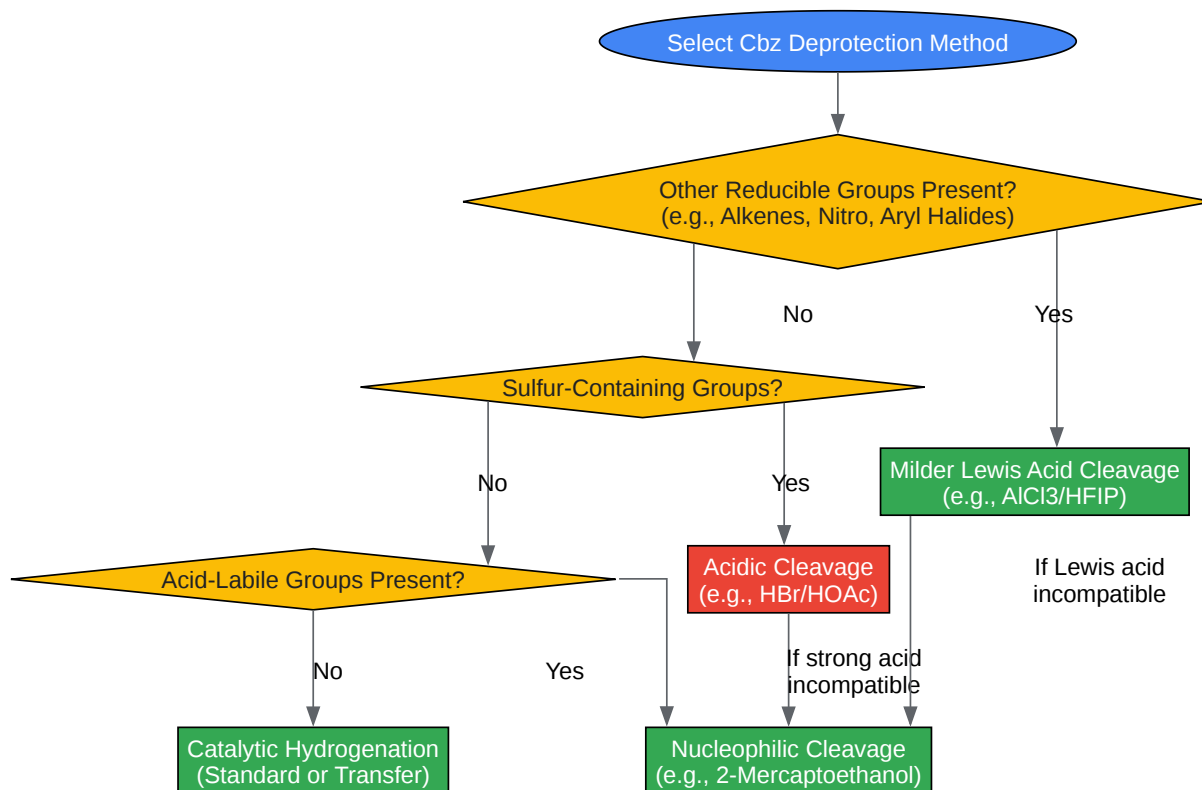 Select Cbz Deprotection Method
Other Reducible Groups Present?
(e.g., Alkenes, Nitro, Aryl Halides)
No
Yes
Sulfur-Containing Groups?
Milder Lewis Acid Cleavage
(e.g., AlCl3/HFIP)
No
Yes
Acid-Labile Groups Present?
Acidic Cleavage
(e.g., HBr/HOAc)
If Lewis acid
incompatible
No
Yes
If strong acid
incompatible
Catalytic Hydrogenation
(Standard or Transfer)
Nucleophilic Cleavage
(e.g., 2-Mercaptoethanol)